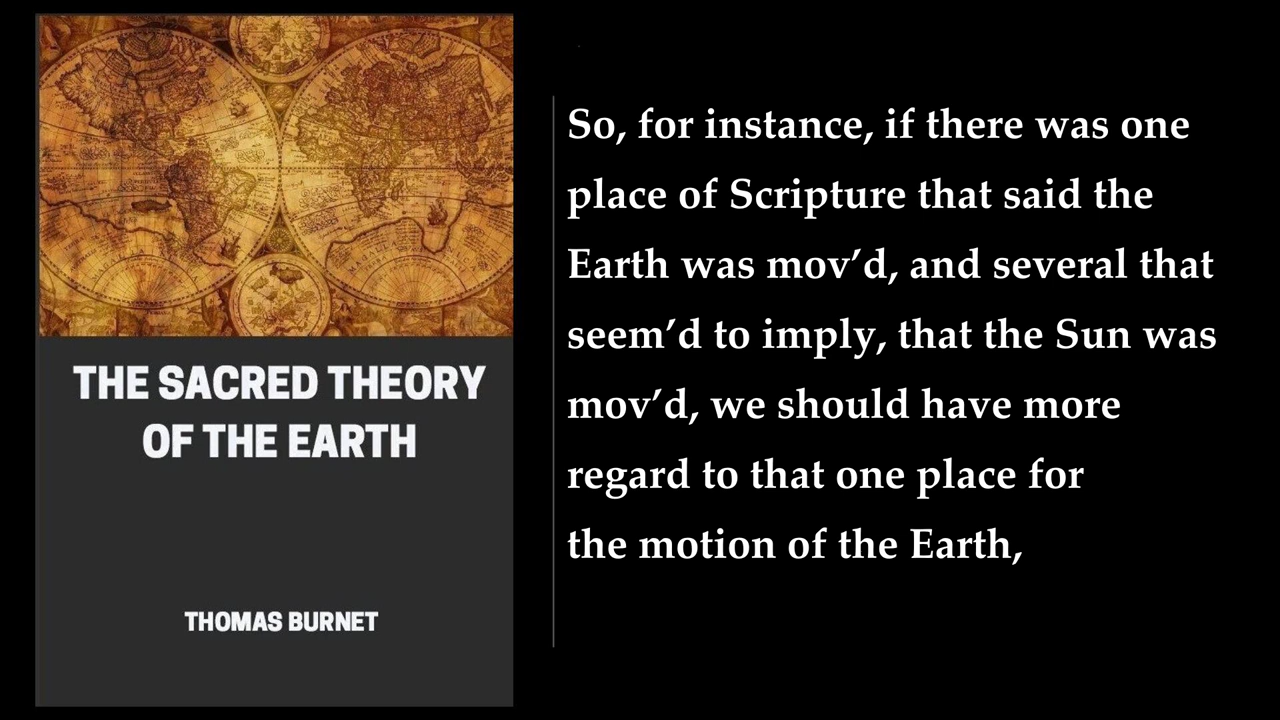 THE SACRED THEORY
OF THE EARTH
THOMAS BURNET
So, for instance, if there was one
place of Scripture that said the
Earth was mov’d, and several that
seem’d to imply, that the Sun was
mov’d, we should have more
regard to that one place for
the motion of the Earth,